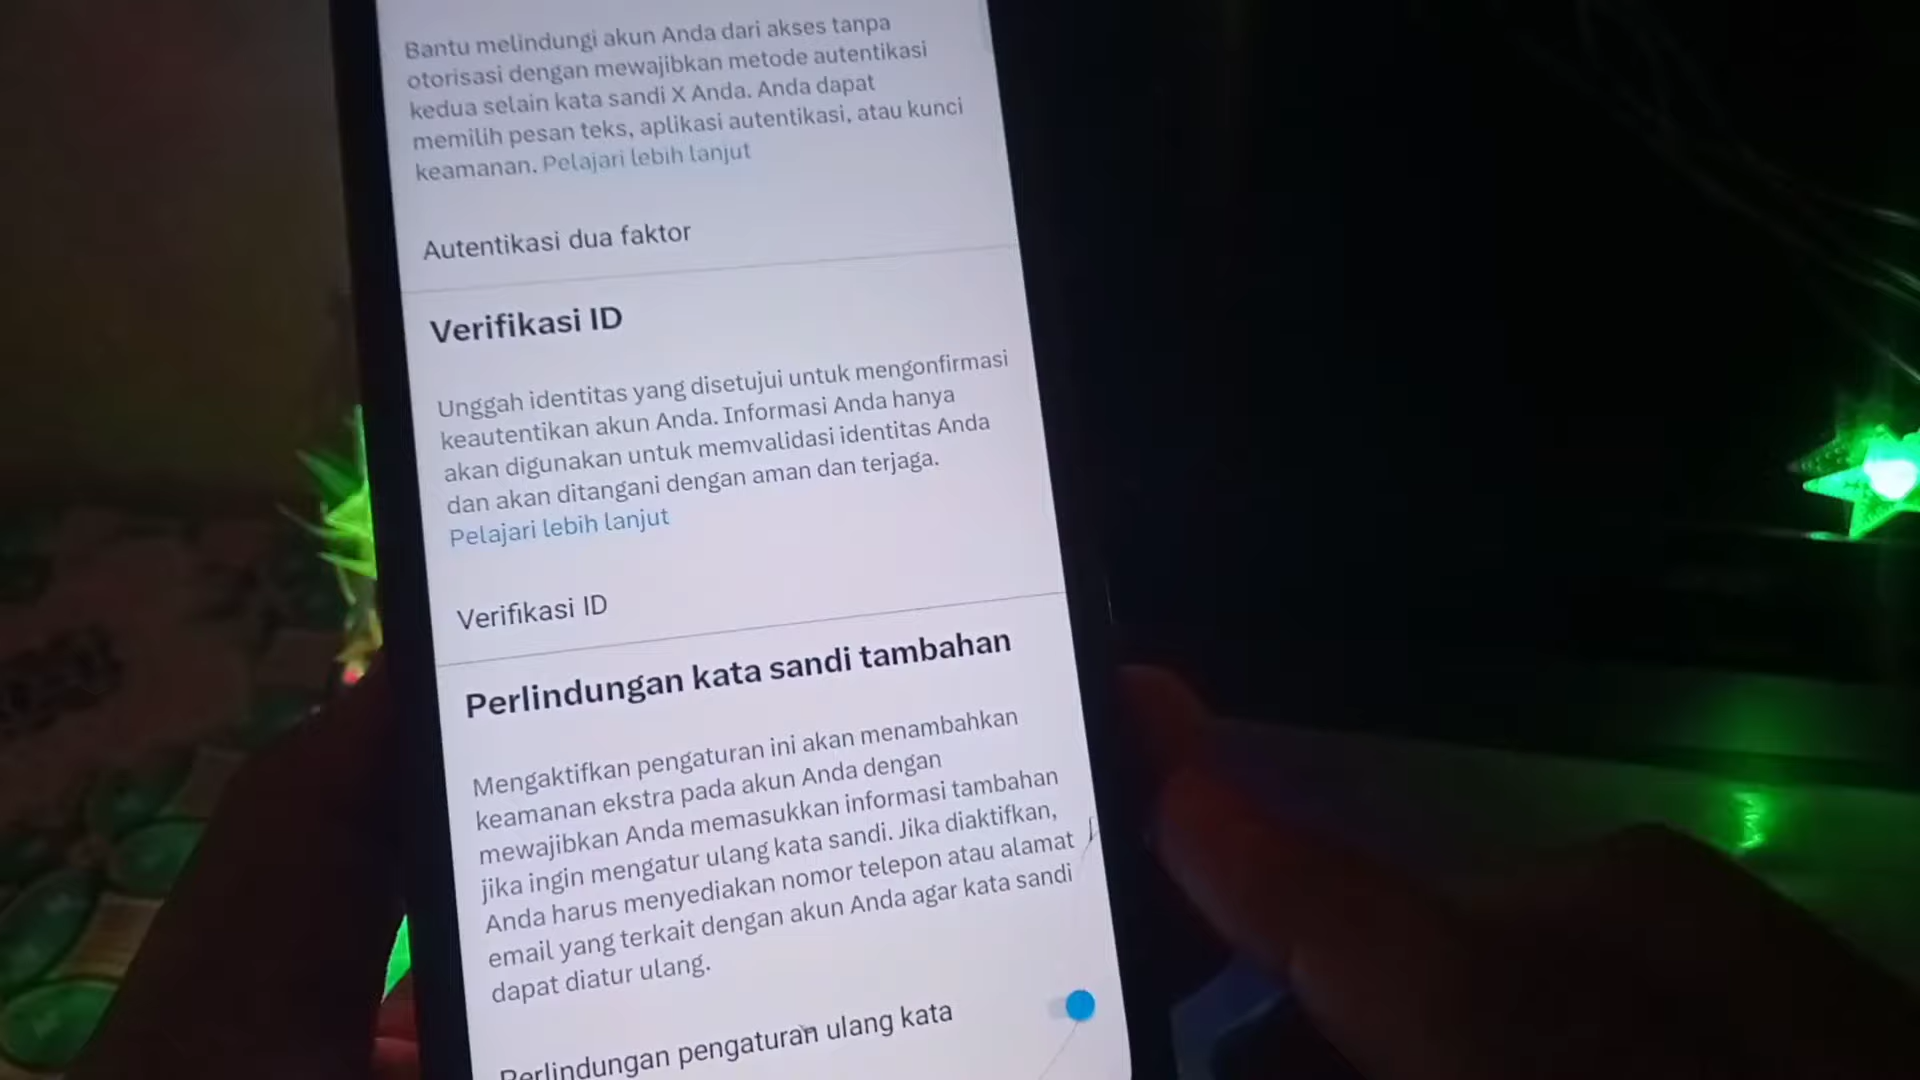 Bantu melindungi akun Anda dari akses tanpa
otorisasi dengan mewajibkan metode autentikasi
kedua selain kata sandi X Anda. Anda dapat
memilih pesan teks, aplikasi autentikasi, atau kunci
keamanan. Pelajari lebih lanjut
Autentikasi dua faktor
Verifikasi ID
Unggah identitas yang disetujui untuk mengonfirmasi
keautentikan akun Anda. Informasi Anda hanya
akan digunakan untuk memvalidasi identitas Anda
dan akan ditangani dengan aman dan terjaga.
Pelajari lebih lanjut
Verifikasi ID
Perlindungan kata sandi tambahan
Mengaktifkan pengaturan ini akan menambahkan
keamanan ekstra pada akun Anda dengan
mewajibkan Anda memasukkan informasi tambahan
jika ingin mengatur ulang kata sandi. Jika diaktifkan,
Anda harus menyediakan nomor telepon atau alamat
email yang terkait dengan akun Anda agar kata sandi
dapat diatur ulang.
Perlindungan pengaturan ulang kata